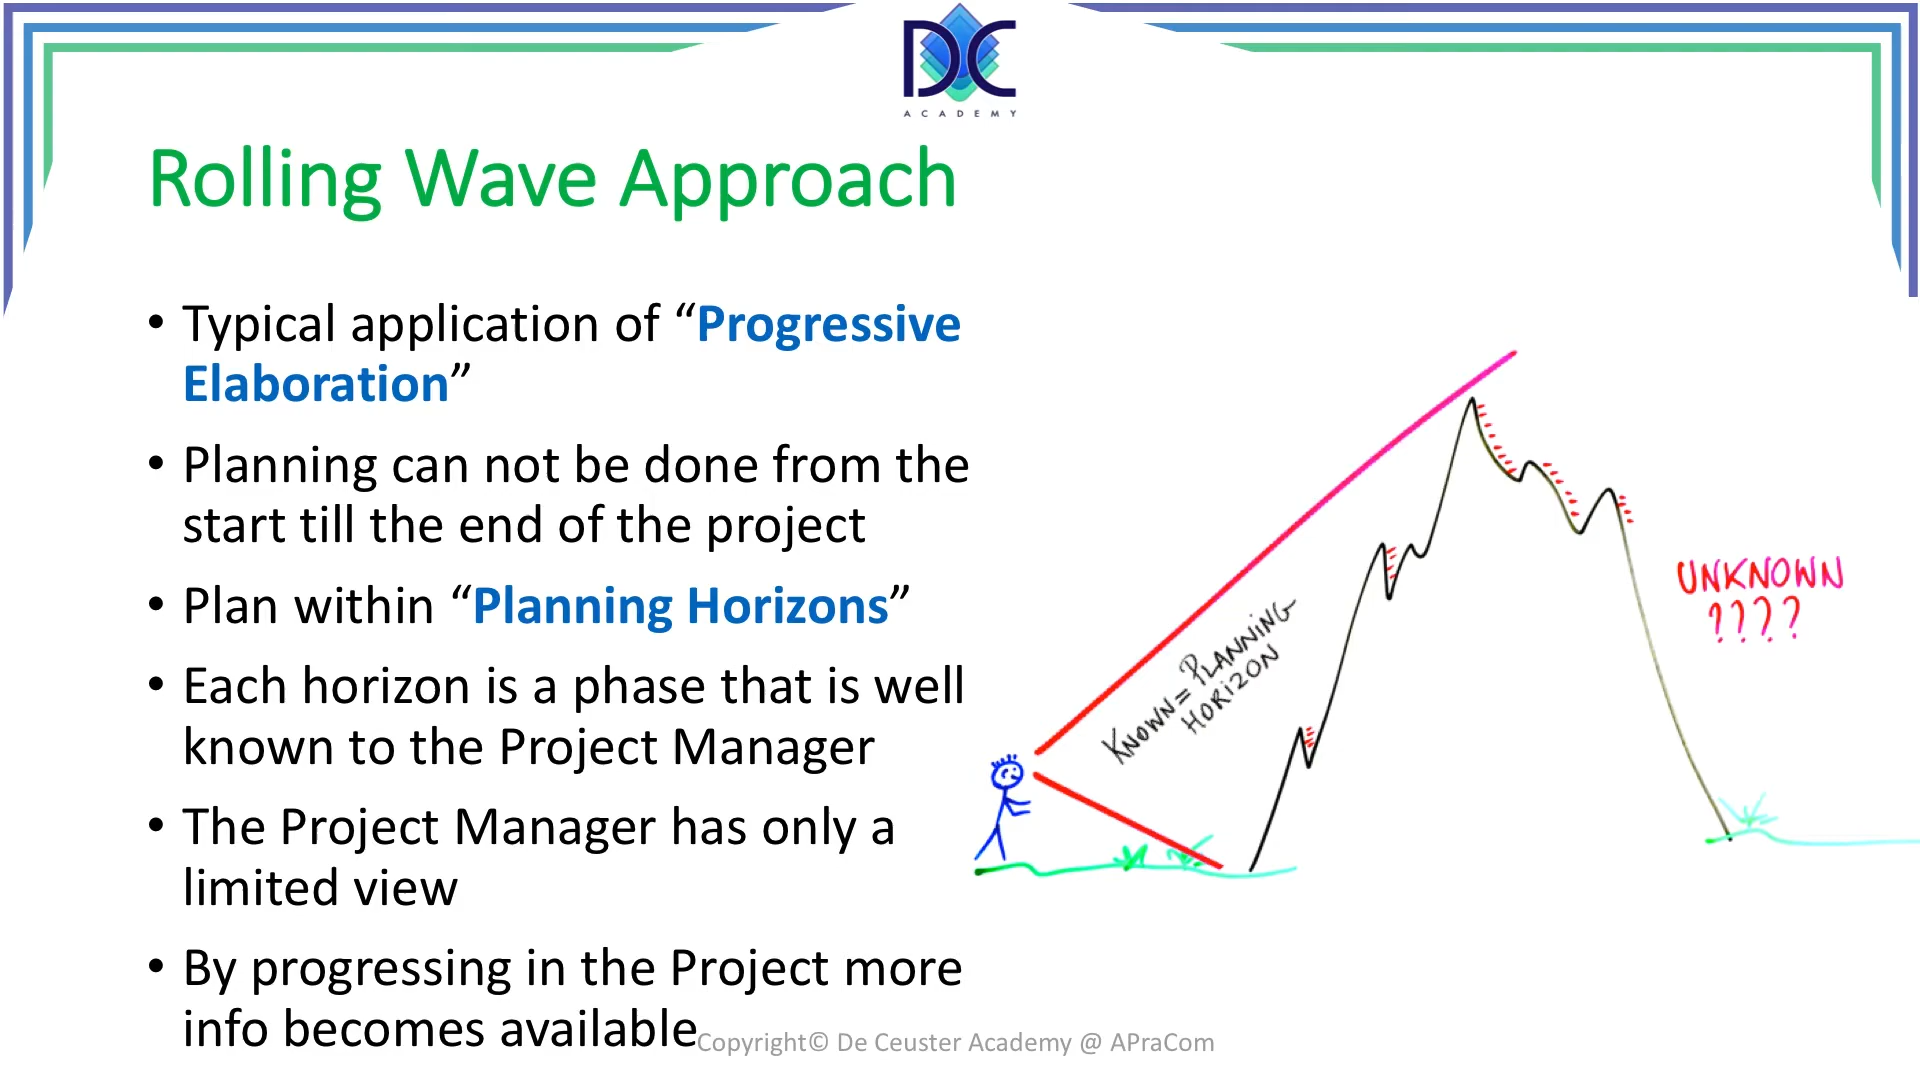 DC
ACADEMY
Rolling Wave Approach
• Typical application of “Progressive
Elaboration”
• Planning can not be done from the
start till the end of the project
• Plan within “Planning Horizons”
• Each horizon is a phase that is well
known to the Project Manager
• The Project Manager has only a
limited view
• By progressing in the Project more
info becomes available
KNOWN = PLANNING
HORIZON
UNKNOWN
????
Copyright© De Ceuster Academy @ APraCom